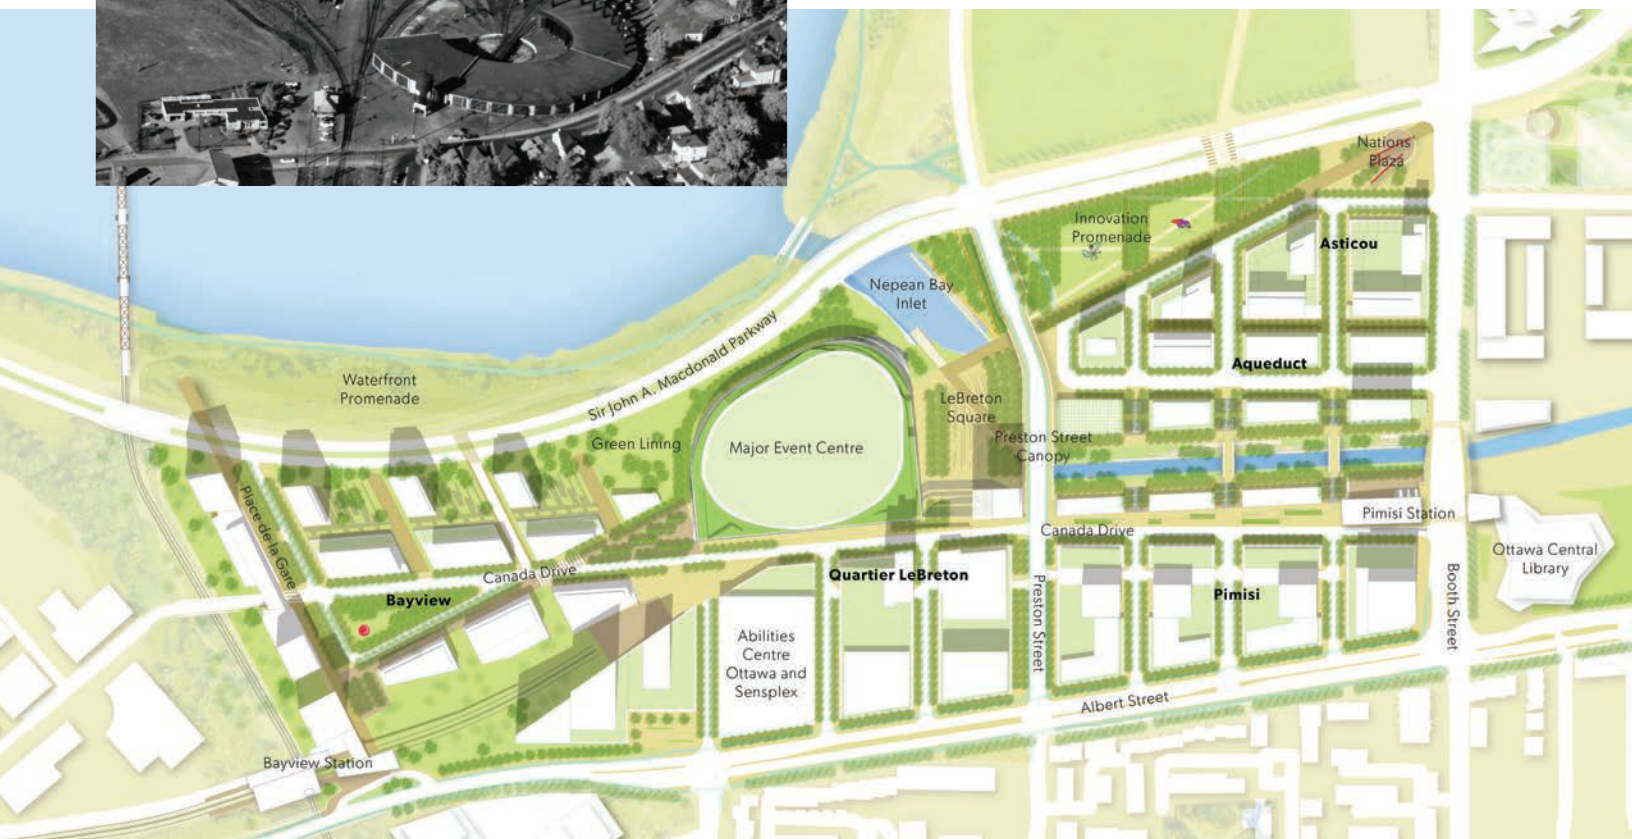 Nations
Plaza
Innovation
Promenade
Asticou
Nepean Bay
Inlet
Aqueduct
Sir John A. Macdonald Parkway
Waterfront
Promenade
LeBreton
Square
Green Lining
Major Event Centre
Preston Street
Canopy
Place de la Gare
Pimisi Station
Canada Drive
Ottawa Central
Library
Canada Drive
Quartier LeBreton
Bayview
Preston Street
Pimisi
Booth Street
Abilities
Centre
Ottawa and
Sensplex
Albert Street
Bayview Station